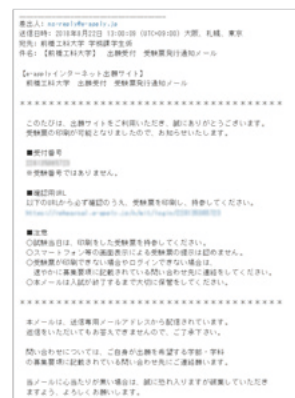 差出人: no-reply@e-apply.jp
送信日時: 2018年8月22日 13:00:09 (UTC+09:00) 大阪、札幌、東京
宛先: 前橋工科大学 学務課学生係
件名: 【前橋工科大学】 出願受付 受験票発行通知メール
【e-applyインターネット出願サイト】
前橋工科大学 出願受付 受験票発行通知メール
＊＊＊＊＊＊＊＊＊＊＊＊＊＊＊＊＊＊＊＊＊＊＊＊＊＊＊＊＊＊＊＊＊＊
このたびは、出願サイトをご利用いただき、誠にありがとうございます。
受験票の印刷が可能となりましたので、お知らせいたします。
■受付番号
※受験番号ではありません。
■確認用URL
以下のURLから必ず確認のうえ、受験票を印刷し、持参してください。
■注意
○試験当日は、印刷をした受験票を持参してください。
○スマートフォン等の画面表示による受験票の提示は認めません。
○受験票が印刷できない場合やログインできない場合は、
速やかに募集要項に記載されている問い合わせ先に連絡をしてください。
○本メールは入試が終了するまで大切に保管をしてください。
＊＊＊＊＊＊＊＊＊＊＊＊＊＊＊＊＊＊＊＊＊＊＊＊＊＊＊＊＊＊＊＊＊＊
本メールは、送信専用メールアドレスから配信されています。
返信をいただいてもお答えできませんので、ご了承下さい。
問い合わせについては、ご自身が出願を希望する学部・学科
の募集要項に記載されている問い合わせ先にご連絡願います。
当メールに心当たりが無い場合は、誠に恐れ入りますが破棄していただき
ますよう、よろしくお願いします。